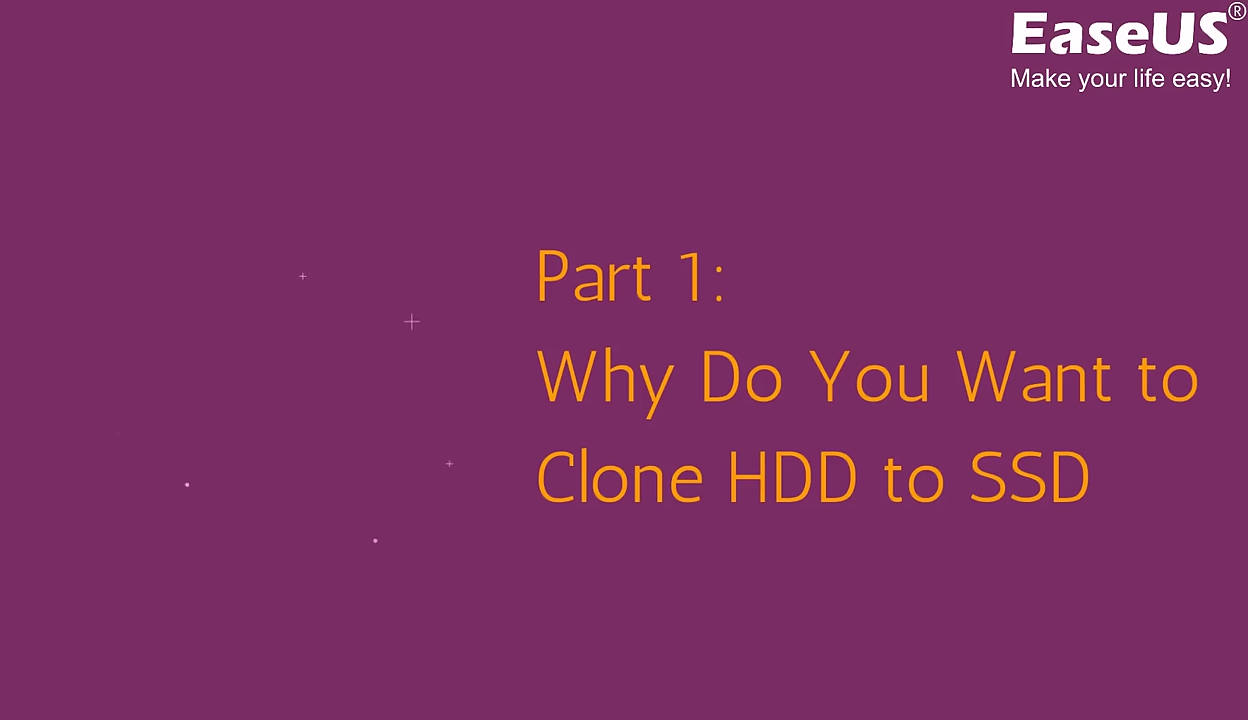 EaseUS®
Make your life easy!
Part 1:
Why Do You Want to
Clone HDD to SSD